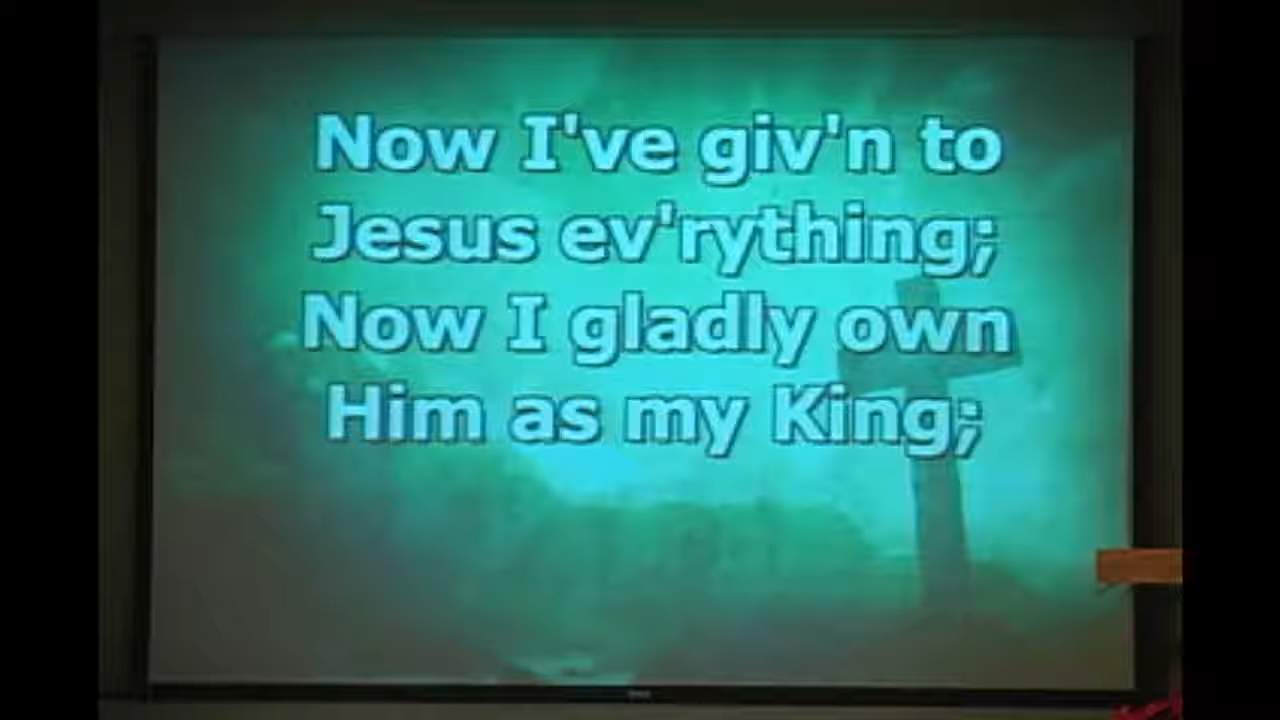 Now I've giv'n to
Jesus ev'rything;
Now I gladly own
Him as my King;